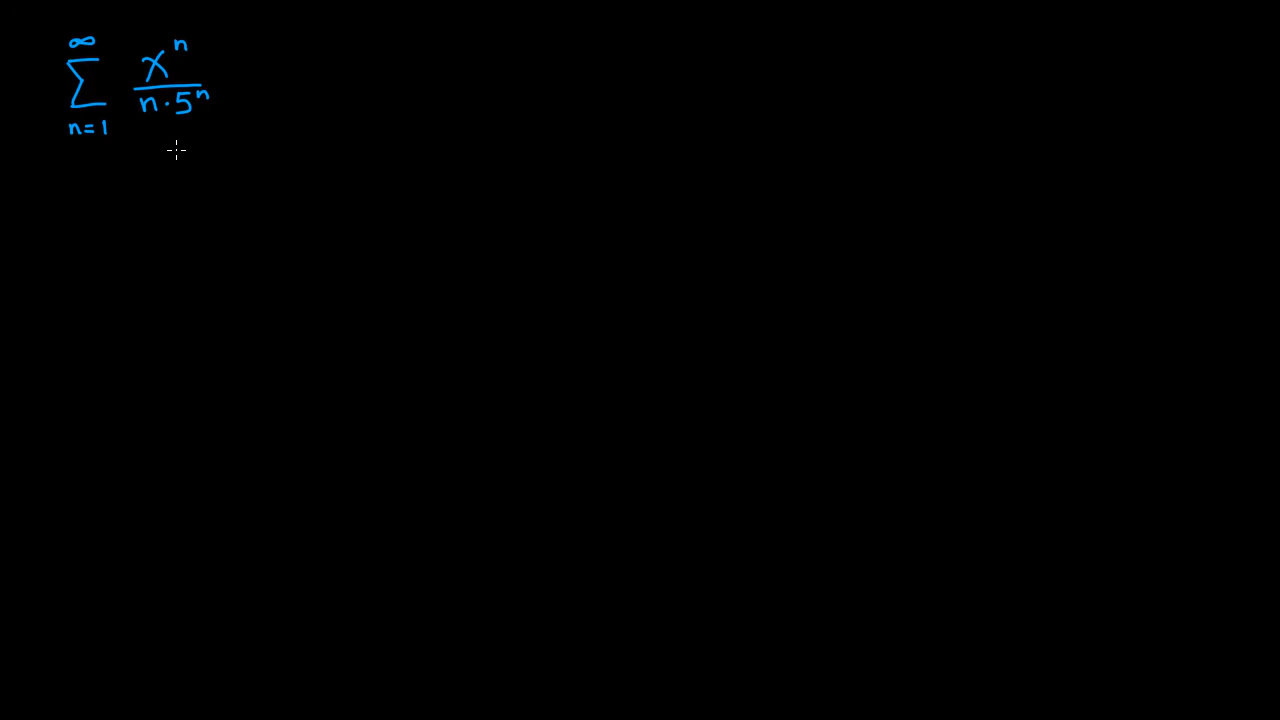 ∞
∑ xⁿ / n · 5ⁿ
n = 1